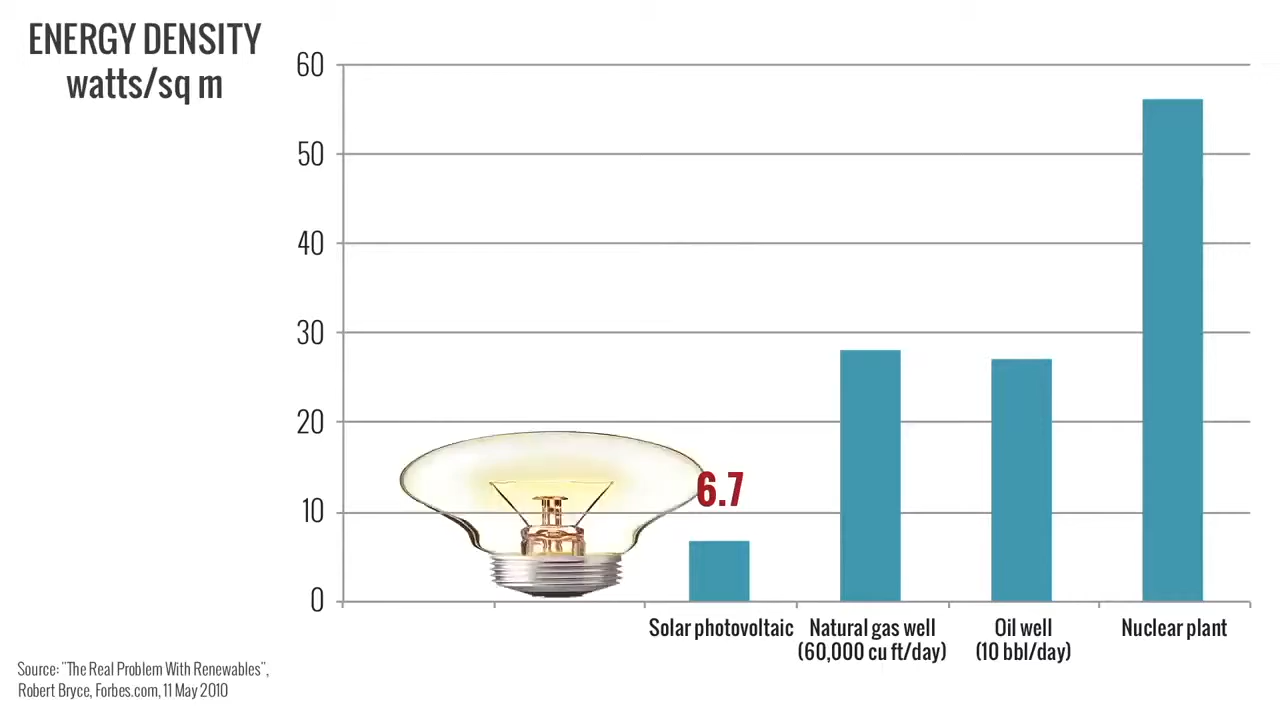 ENERGY DENSITY
watts/sq m
60
50
40
30
20
10
0
6.7
Solar photovoltaic
Natural gas well
(60,000 cu ft/day)
Oil well
(10 bbl/day)
Nuclear plant
Source: "The Real Problem With Renewables",
Robert Bryce, Forbes.com, 11 May 2010